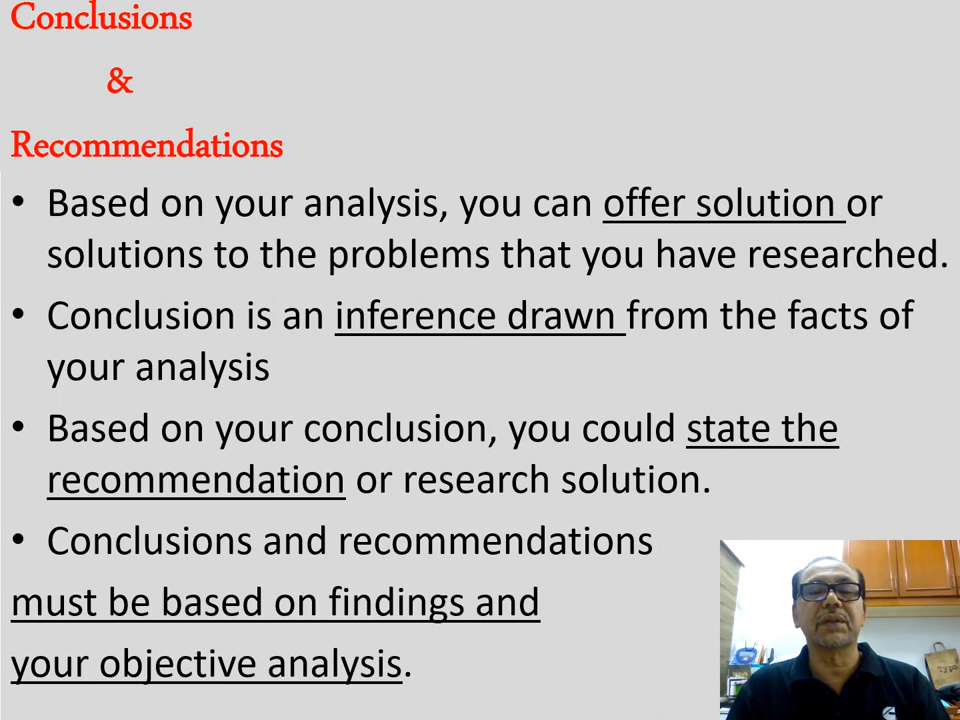 Conclusions
&
Recommendations
• Based on your analysis, you can offer solution or
solutions to the problems that you have researched.
• Conclusion is an inference drawn from the facts of
your analysis
• Based on your conclusion, you could state the
recommendation or research solution.
• Conclusions and recommendations
must be based on findings and
your objective analysis.